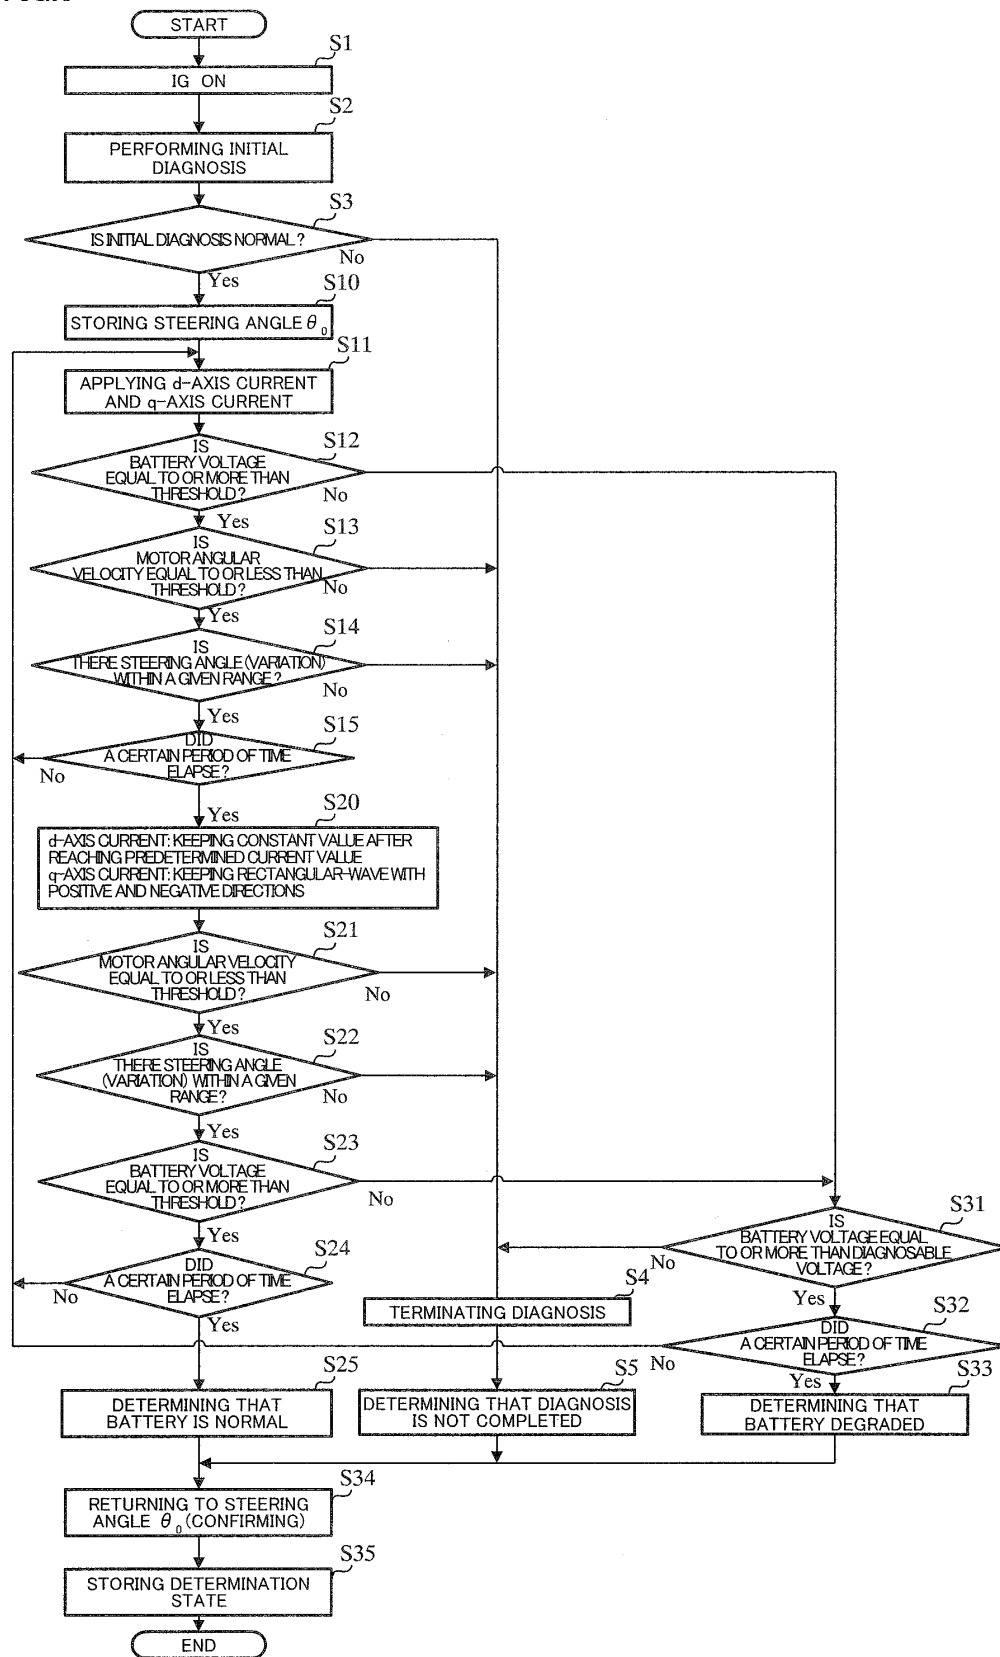 START
S1
IG ON
S2
PERFORMING INITIAL
DIAGNOSIS
S3
IS INITIAL DIAGNOSIS NORMAL?
No
Yes
S10
STORING STEERING ANGLE θ0
S11
APPLYING d-AXIS CURRENT
AND q-AXIS CURRENT
S12
IS
BATTERY VOLTAGE
EQUAL TO OR MORE THAN
THRESHOLD?
No
Yes
S13
IS
MOTOR ANGULAR
VELOCITY EQUAL TO OR LESS THAN
THRESHOLD?
No
Yes
S14
IS
THERE STEERING ANGLE (VARIATION)
WITHIN A GIVEN RANGE?
No
Yes
S15
DID
A CERTAIN PERIOD OF TIME
ELAPSE?
No
Yes
S20
d-AXIS CURRENT: KEEPING CONSTANT VALUE AFTER
REACHING PREDETERMINED CURRENT VALUE
q-AXIS CURRENT: KEEPING RECTANGULAR-WAVE WITH
POSITIVE AND NEGATIVE DIRECTIONS
S21
IS
MOTOR ANGULAR VELOCITY
EQUAL TO OR LESS THAN
THRESHOLD?
No
Yes
S22
IS
THERE STEERING ANGLE
(VARIATION) WITHIN A GIVEN
RANGE?
No
Yes
S23
IS
BATTERY VOLTAGE
EQUAL TO OR MORE THAN
THRESHOLD?
No
Yes
S24
DID
A CERTAIN PERIOD OF TIME
ELAPSE?
No
Yes
S31
IS
BATTERY VOLTAGE EQUAL
TO OR MORE THAN DIAGNOSABLE
VOLTAGE?
No
Yes
S4
TERMINATING DIAGNOSIS
S32
DID
A CERTAIN PERIOD OF TIME
ELAPSE?
No
Yes
S25
DETERMINING THAT
BATTERY IS NORMAL
S5
DETERMINING THAT DIAGNOSIS
IS NOT COMPLETED
S33
DETERMINING THAT
BATTERY DEGRADED
S34
RETURNING TO STEERING
ANGLE θ0 (CONFIRMING)
S35
STORING DETERMINATION
STATE
END